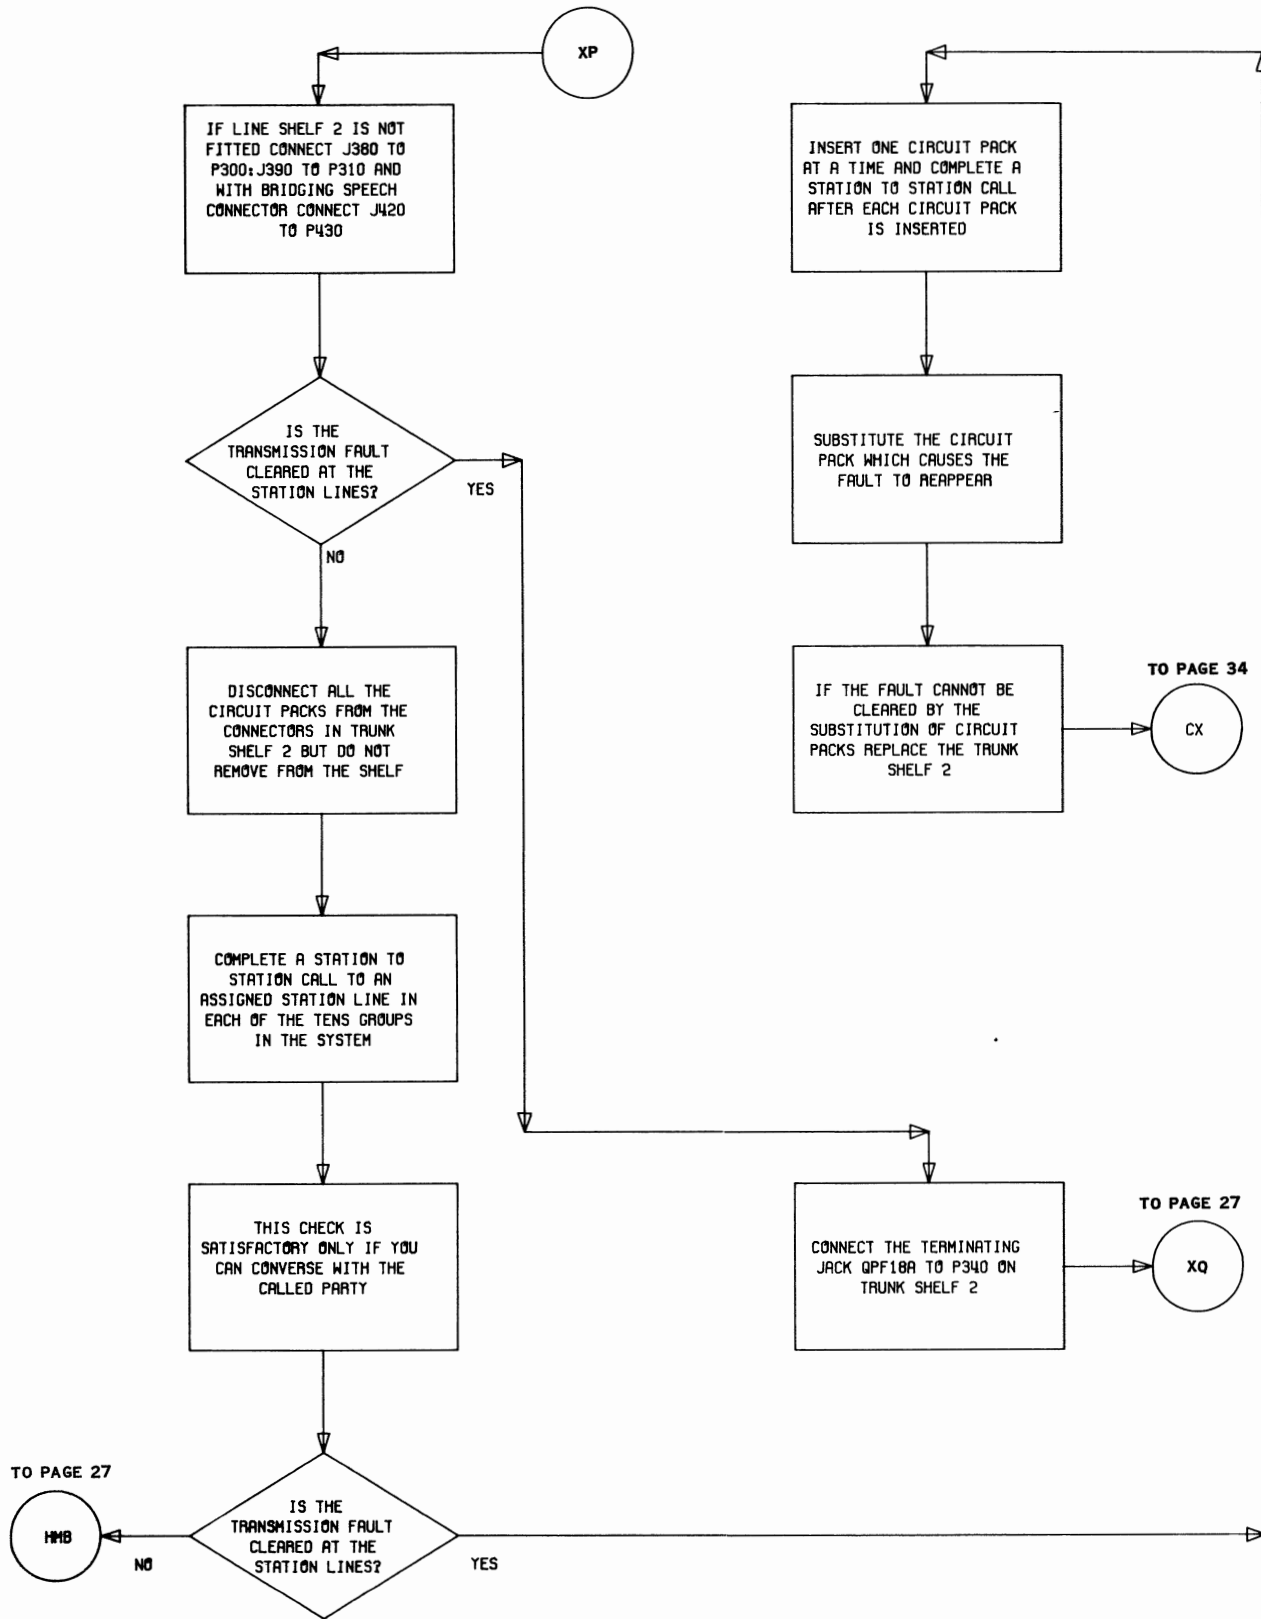 XP
IF LINE SHELF 2 IS NOT
FITTED CONNECT J380 TO
P300:J390 TO P310 AND
WITH BRIDGING SPEECH
CONNECTOR CONNECT J420
TO P430
IS THE
TRANSMISSION FAULT
CLEARED AT THE
STATION LINES?
YES
NO
DISCONNECT ALL THE
CIRCUIT PACKS FROM THE
CONNECTORS IN TRUNK
SHELF 2 BUT DO NOT
REMOVE FROM THE SHELF
COMPLETE A STATION TO
STATION CALL TO AN
ASSIGNED STATION LINE IN
EACH OF THE TENS GROUPS
IN THE SYSTEM
THIS CHECK IS
SATISFACTORY ONLY IF YOU
CAN CONVERSE WITH THE
CALLED PARTY
TO PAGE 27
HMB
NO
IS THE
TRANSMISSION FAULT
CLEARED AT THE
STATION LINES?
YES
INSERT ONE CIRCUIT PACK
AT A TIME AND COMPLETE A
STATION TO STATION CALL
AFTER EACH CIRCUIT PACK
IS INSERTED
SUBSTITUTE THE CIRCUIT
PACK WHICH CAUSES THE
FAULT TO REAPPEAR
IF THE FAULT CANNOT BE
CLEARED BY THE
SUBSTITUTION OF CIRCUIT
PACKS REPLACE THE TRUNK
SHELF 2
TO PAGE 34
CX
CONNECT THE TERMINATING
JACK QPF18A TO P340 ON
TRUNK SHELF 2
TO PAGE 27
XQ